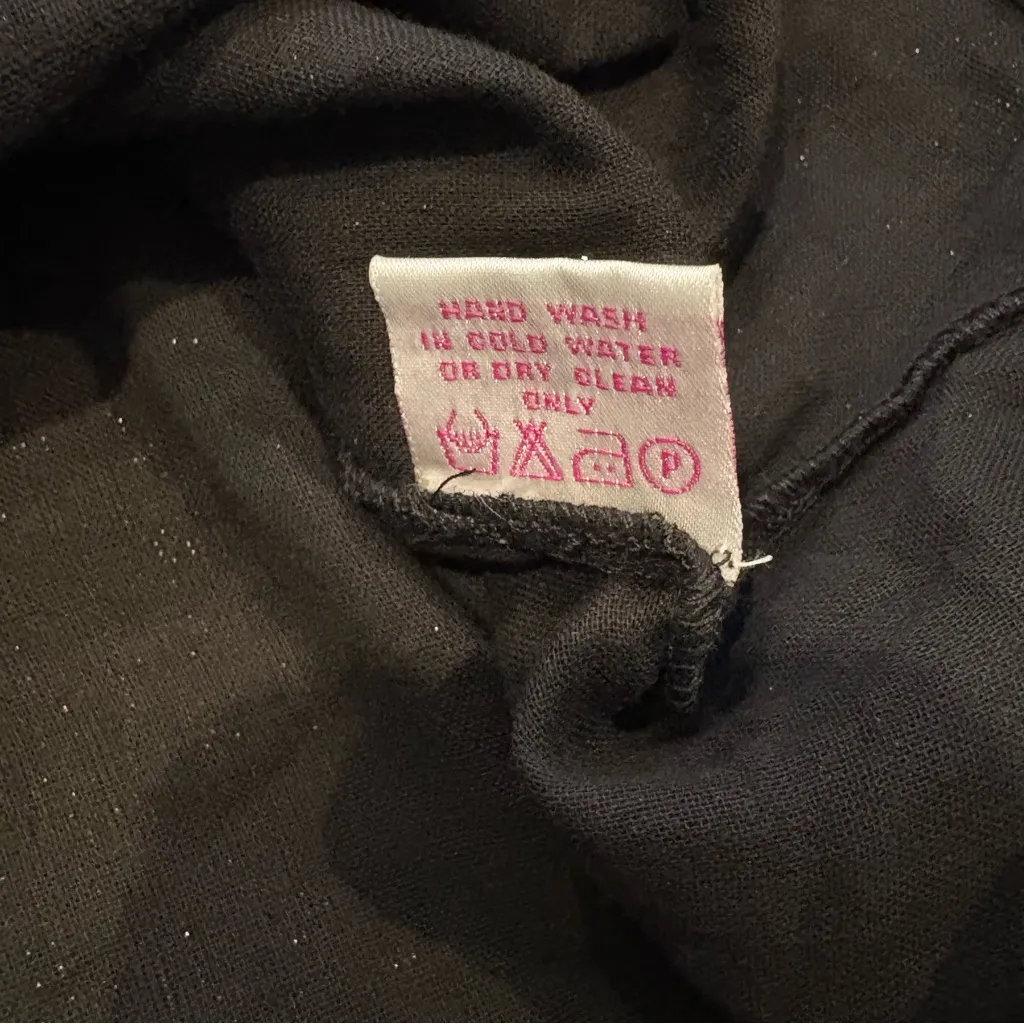 HAND WASH
IN COLD WATER
OR DRY CLEAN
ONLY
P